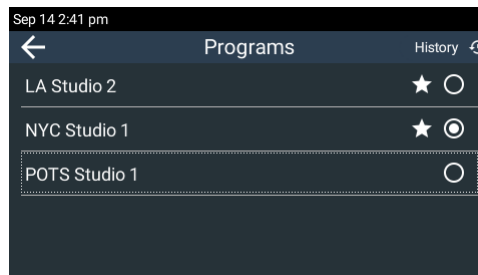 Sep 14 2:41 pm
Programs History
LA Studio 2
NYC Studio 1
POTS Studio 1